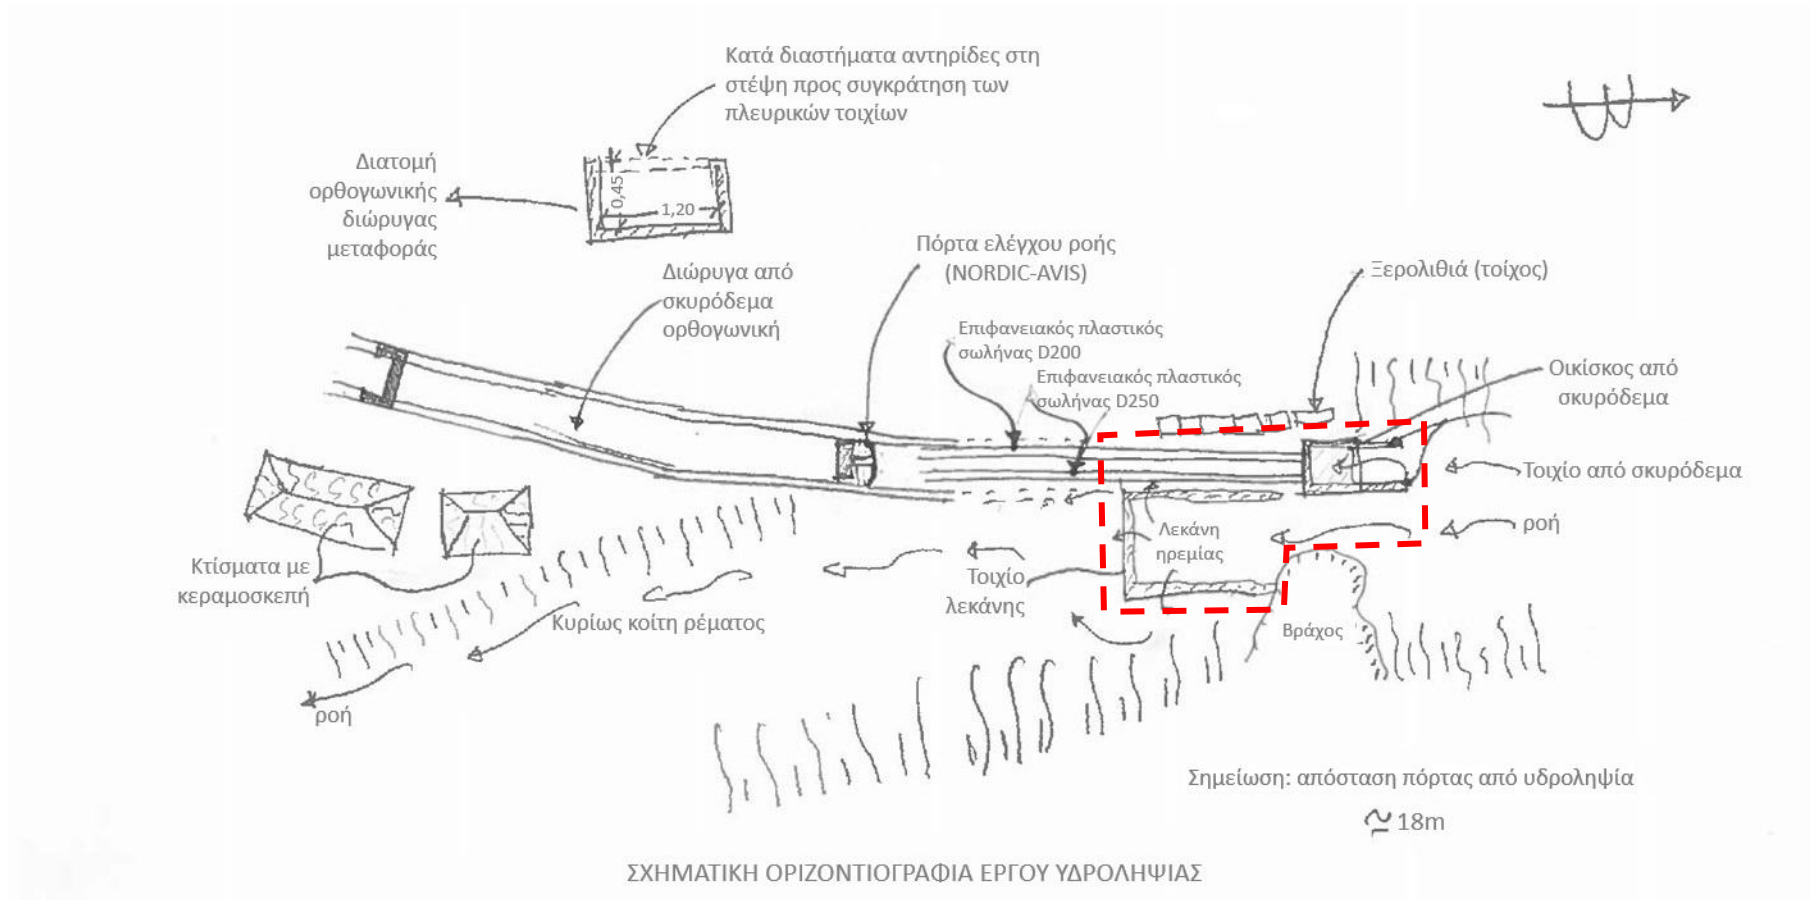 Κατά διαστήματα αντηρίδες στη
στέψη προς συγκράτηση των
πλευρικών τοιχίων
Διατομή
ορθογωνικής
διώρυγας
μεταφοράς
0,45
1,20
Πόρτα ελέγχου ροής
(NORDIC-AVIS)
Διώρυγα από
σκυρόδεμα
ορθογωνική
Ξερολιθιά (τοίχος)
Επιφανειακός πλαστικός
σωλήνας D200
Επιφανειακός πλαστικός
σωλήνας D250
Οικίσκος από
σκυρόδεμα
Τοιχίο από σκυρόδεμα
ροή
Λεκάνη
ηρεμίας
Τοιχίο
λεκάνης
Κτίσματα με
κεραμοσκεπή
Κυρίως κοίτη ρέματος
Βράχος
ροή
Σημείωση: απόσταση πόρτας από υδροληψία
≃ 18m
ΣΧΗΜΑΤΙΚΗ ΟΡΙΖΟΝΤΙΟΓΡΑΦΙΑ ΕΡΓΟΥ ΥΔΡΟΛΗΨΙΑΣ